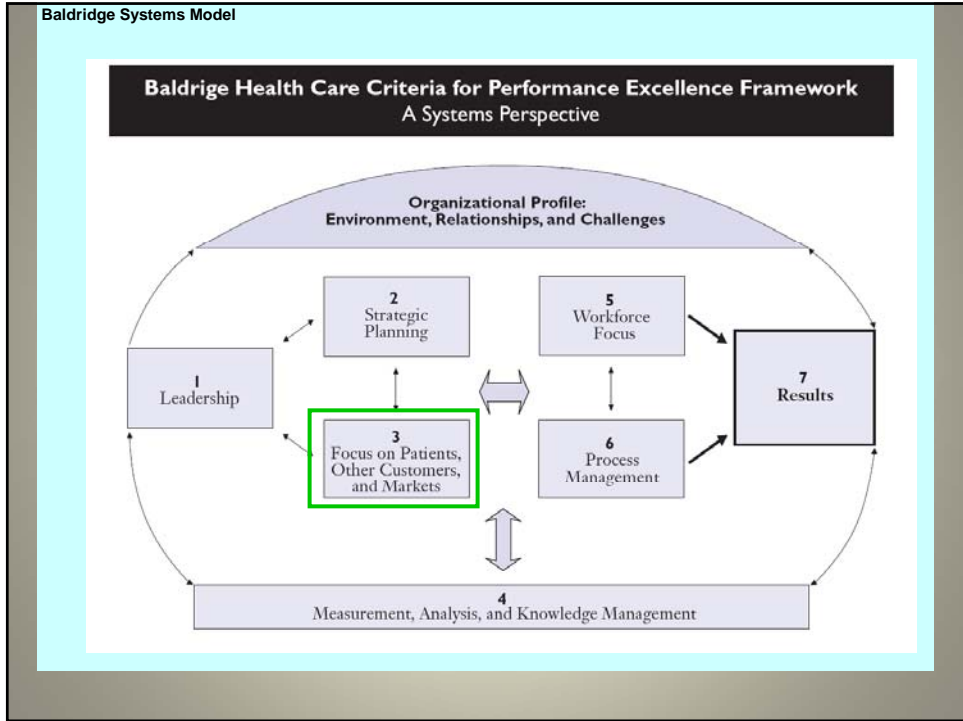 Baldridge Systems Model
Baldrige Health Care Criteria for Performance Excellence Framework
A Systems Perspective
Organizational Profile:
Environment, Relationships, and Challenges
2
Strategic
Planning
5
Workforce
Focus
1
Leadership
7
Results
3
Focus on Patients,
Other Customers,
and Markets
6
Process
Management
4
Measurement, Analysis, and Knowledge Management